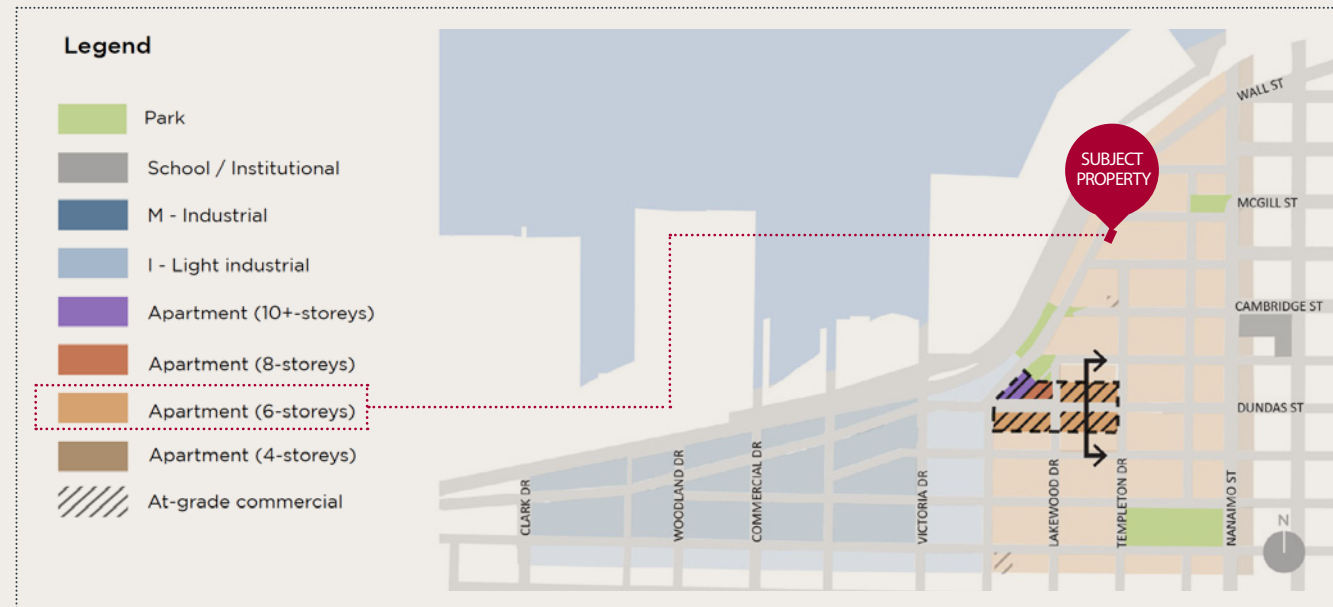 Legend
Park
School / Institutional
M - Industrial
I - Light industrial
Apartment (10+-storeys)
Apartment (8-storeys)
Apartment (6-storeys)
Apartment (4-storeys)
At-grade commercial
WALL ST
SUBJECT
PROPERTY
MCGILL ST
CAMBRIDGE ST
DUNDAS ST
CLARK DR
WOODLAND DR
COMMERCIAL DR
VICTORIA DR
LAKEWOOD DR
TEMPLETON DR
NANAIMO ST
N